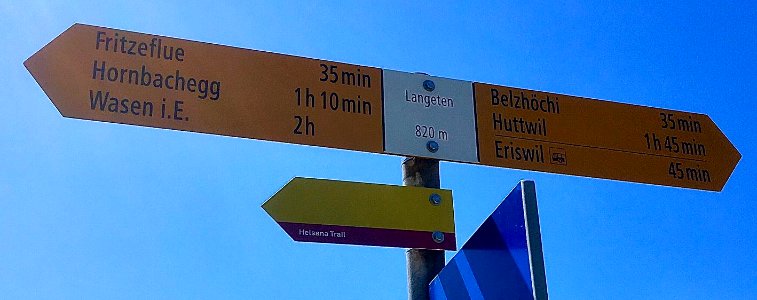 Fritzeflue 35 min
Hornbachegg 1 h 10 min
Wasen i.E. 2 h
Langeten
820 m
Belzhöchi 35 min
Huttwil 1 h 45 min
Eriswil 45 min
Helsana Trail